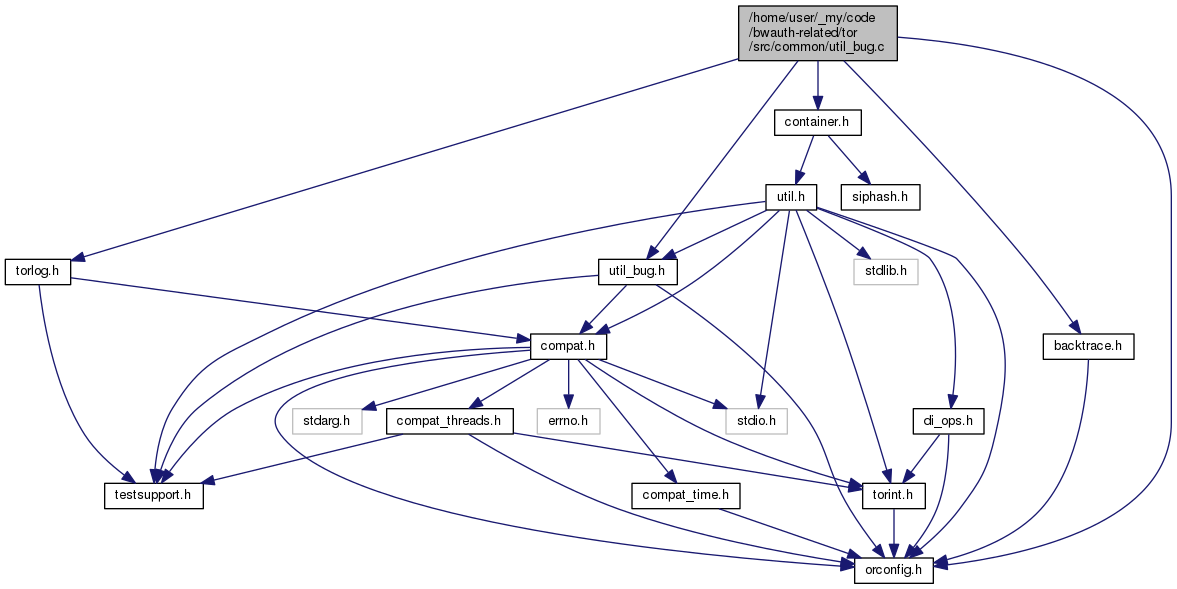 /home/user/_my/code
/bwauth-related/tor
/src/common/util_bug.c
container.h
util.h
siphash.h
torlog.h
util_bug.h
stdlib.h
compat.h
backtrace.h
stdarg.h
compat_threads.h
errno.h
stdio.h
di_ops.h
testsupport.h
compat_time.h
torint.h
orconfig.h